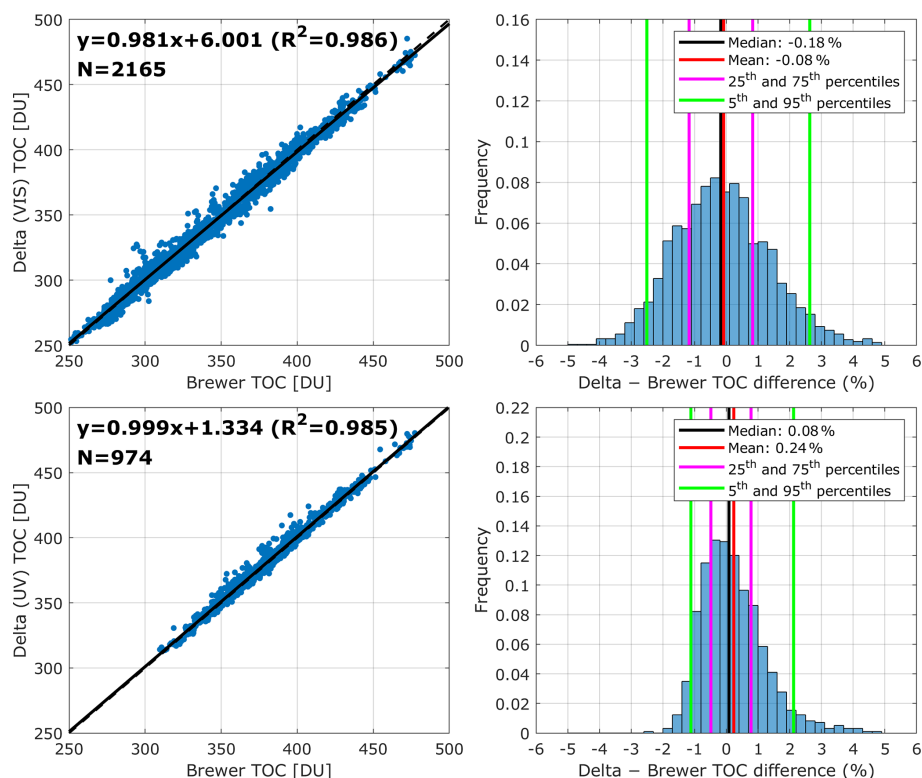 y=0.981x+6.001 (R²=0.986)
N=2165
500
450
400
350
300
250
Delta (VIS) TOC [DU]
250 300 350 400 450 500
Brewer TOC [DU]
Median: -0.18 %
Mean: -0.08 %
25th and 75th percentiles
5th and 95th percentiles
0.16
0.14
0.12
0.1
0.08
0.06
0.04
0.02
0
Frequency
-6 -5 -4 -3 -2 -1 0 1 2 3 4 5 6
Delta − Brewer TOC difference (%)
y=0.999x+1.334 (R²=0.985)
N=974
500
450
400
350
300
250
Delta (UV) TOC [DU]
250 300 350 400 450 500
Brewer TOC [DU]
Median: 0.08 %
Mean: 0.24 %
25th and 75th percentiles
5th and 95th percentiles
0.22
0.2
0.18
0.16
0.14
0.12
0.1
0.08
0.06
0.04
0.02
0
Frequency
-6 -5 -4 -3 -2 -1 0 1 2 3 4 5 6
Delta − Brewer TOC difference (%)